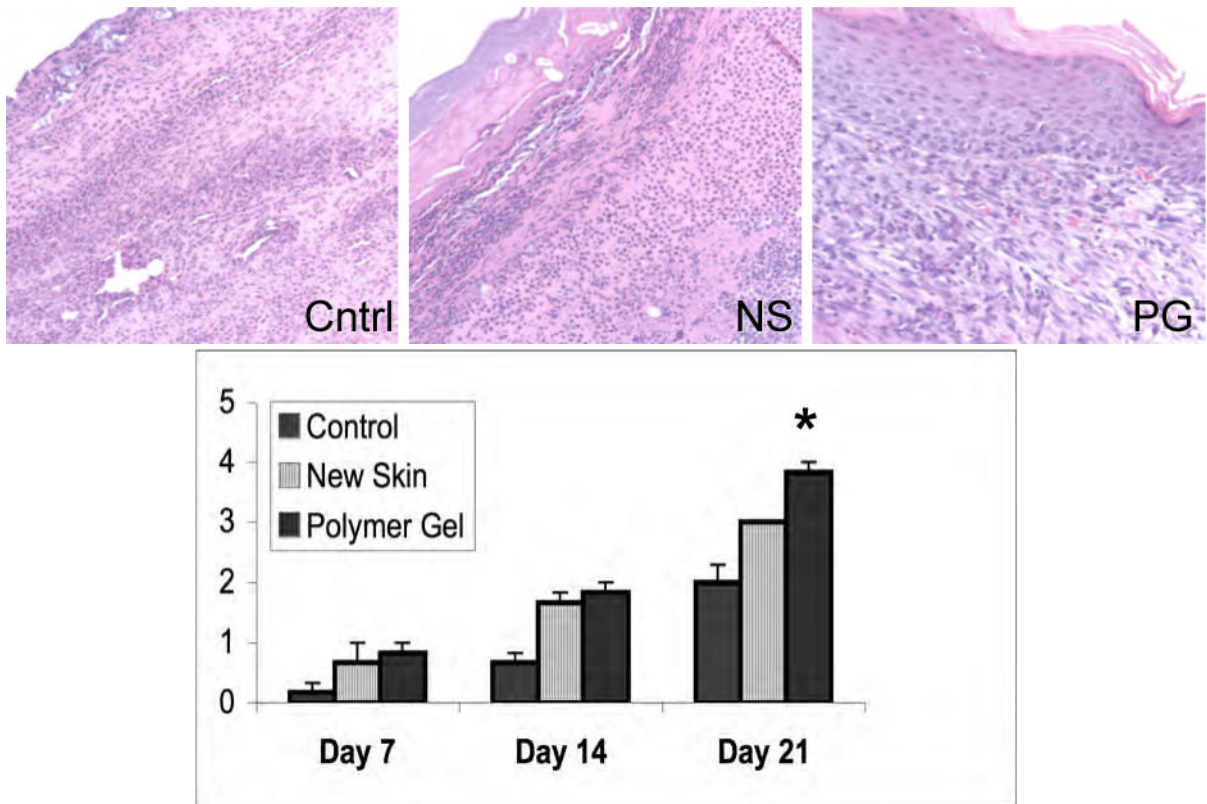 Cntrl
NS
PG
5
4
3
2
1
0
Control
New Skin
Polymer Gel
*
Day 7
Day 14
Day 21